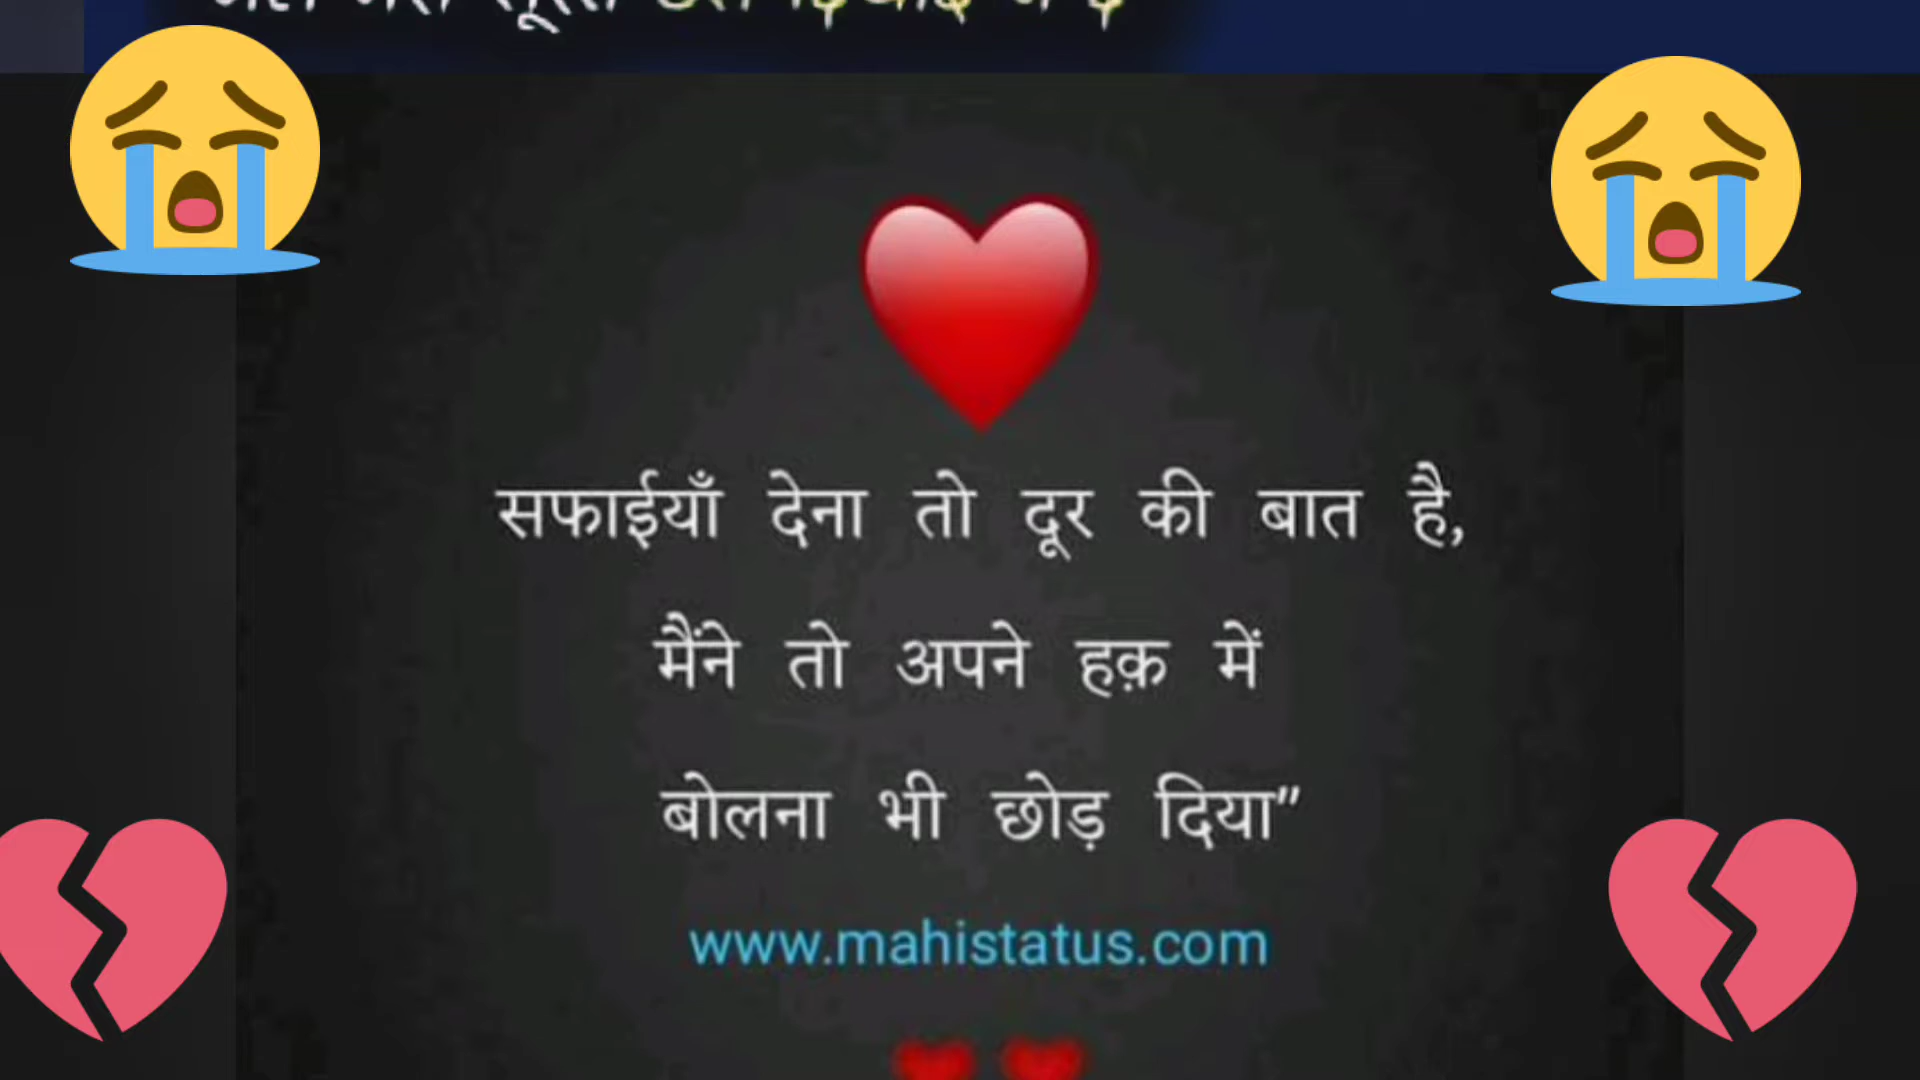 सफाईयाँ देना तो दूर की बात है,
मैंने तो अपने हक़ में
बोलना भी छोड़ दिया”
www.mahistatus.com